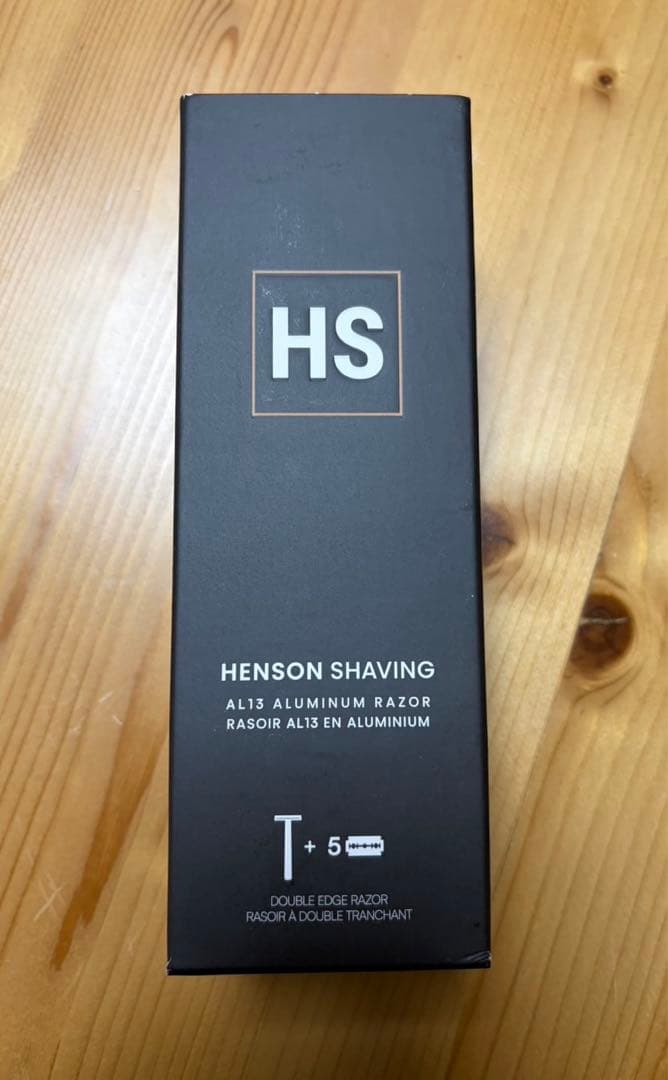 HS
HENSON SHAVING
AL13 ALUMINUM RAZOR
RASOIR AL13 EN ALUMINIUM
+ 5
DOUBLE EDGE RAZOR
RASOIR À DOUBLE TRANCHANT